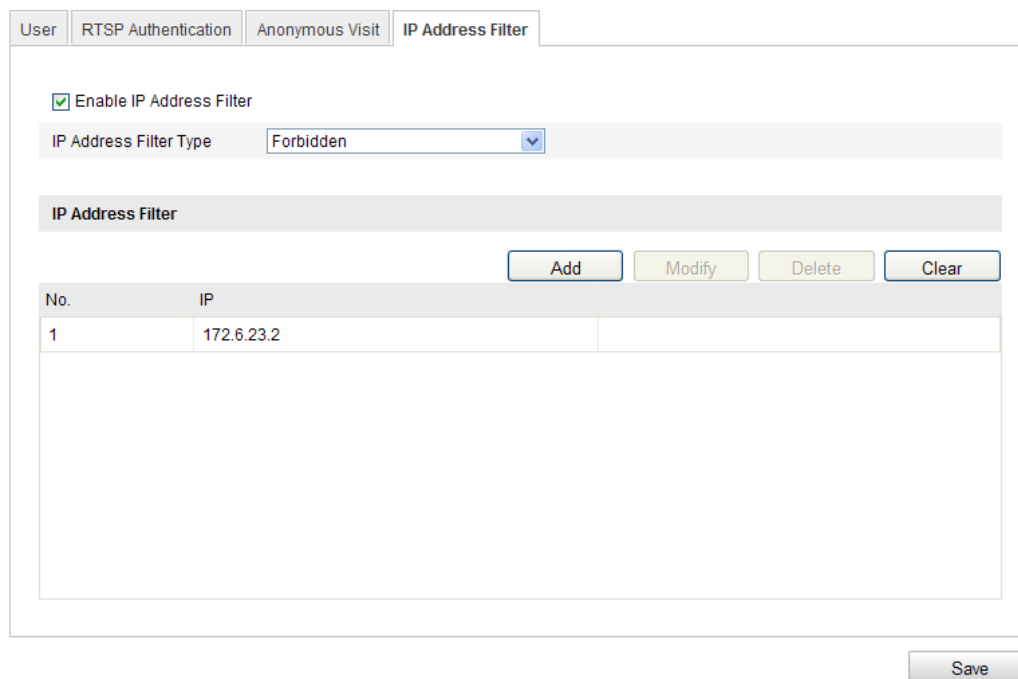 User RTSP Authentication Anonymous Visit IP Address Filter
Enable IP Address Filter
IP Address Filter Type Forbidden
IP Address Filter
Add Modify Delete Clear
No. IP
1 172.6.23.2
Save